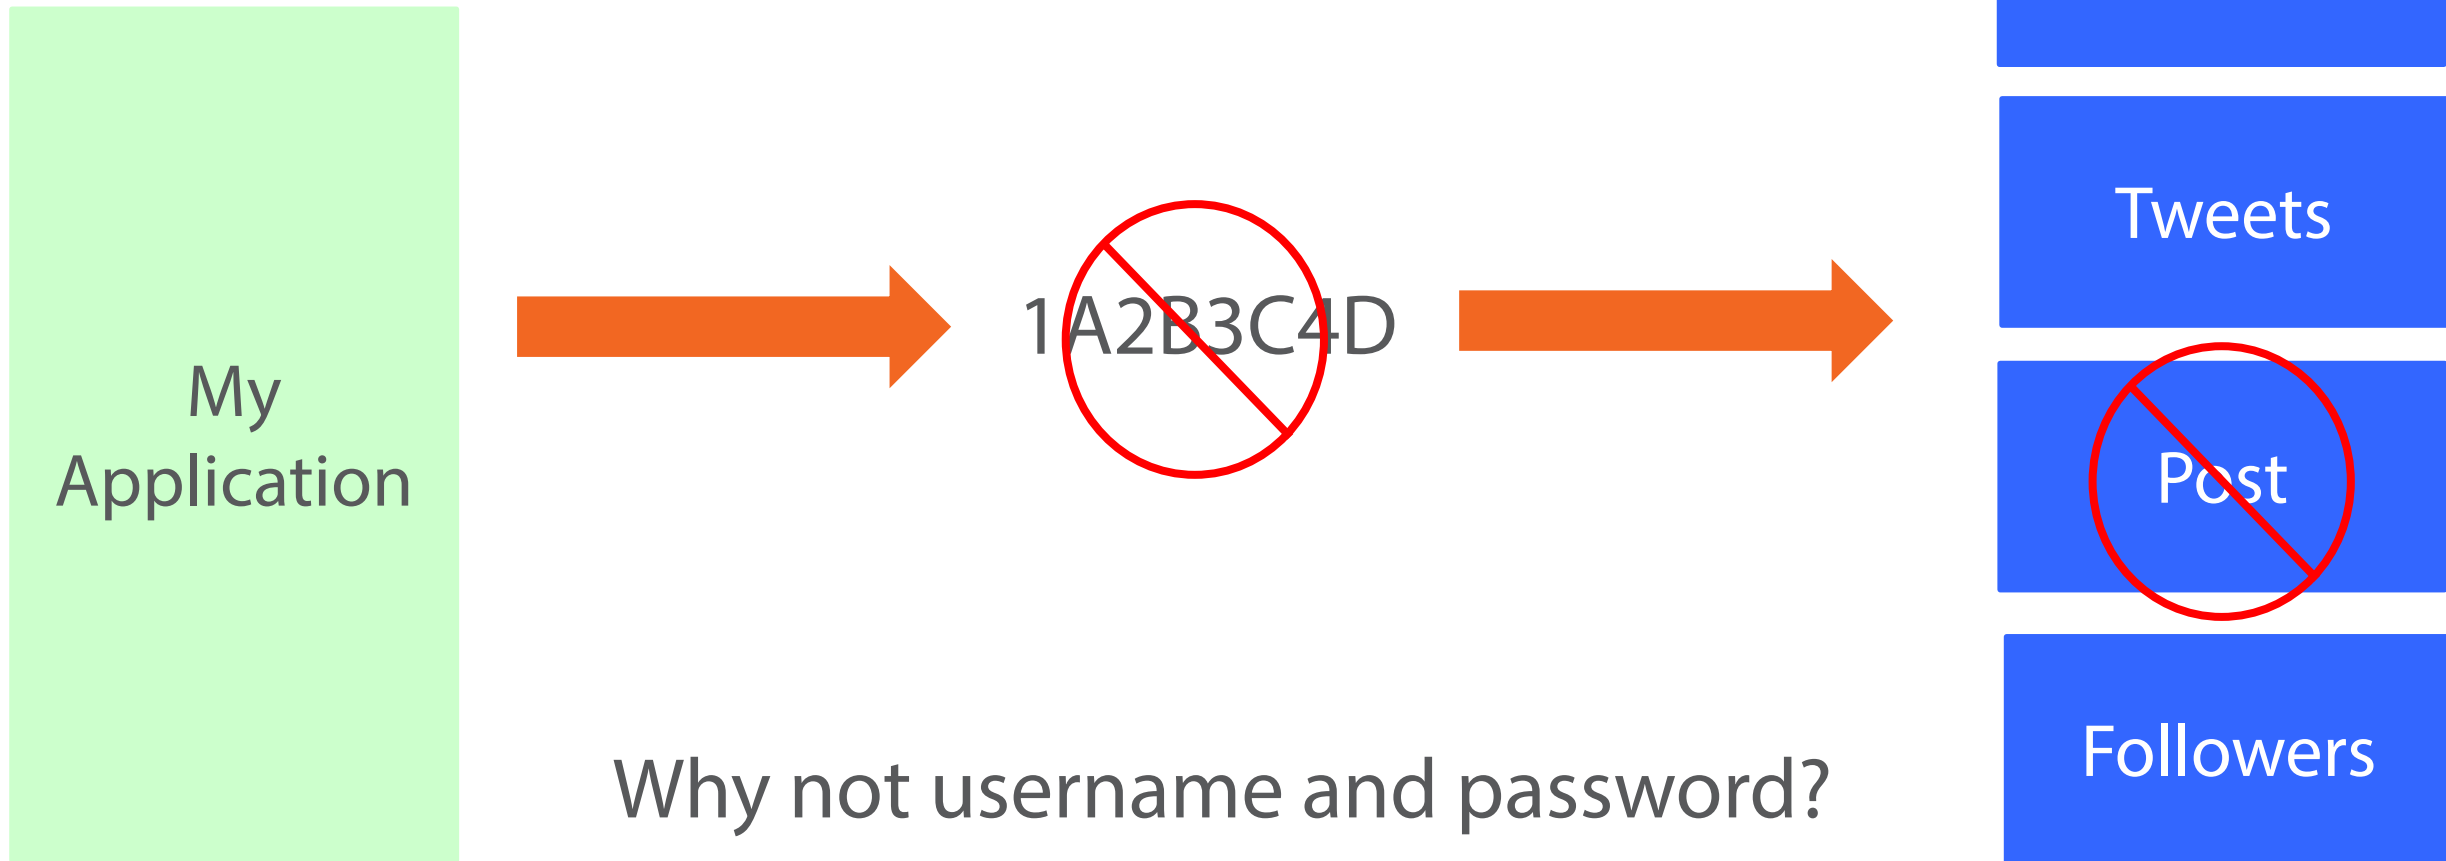 My
Application
1A2B3C4D
Tweets
Post
Followers
Why not username and password?